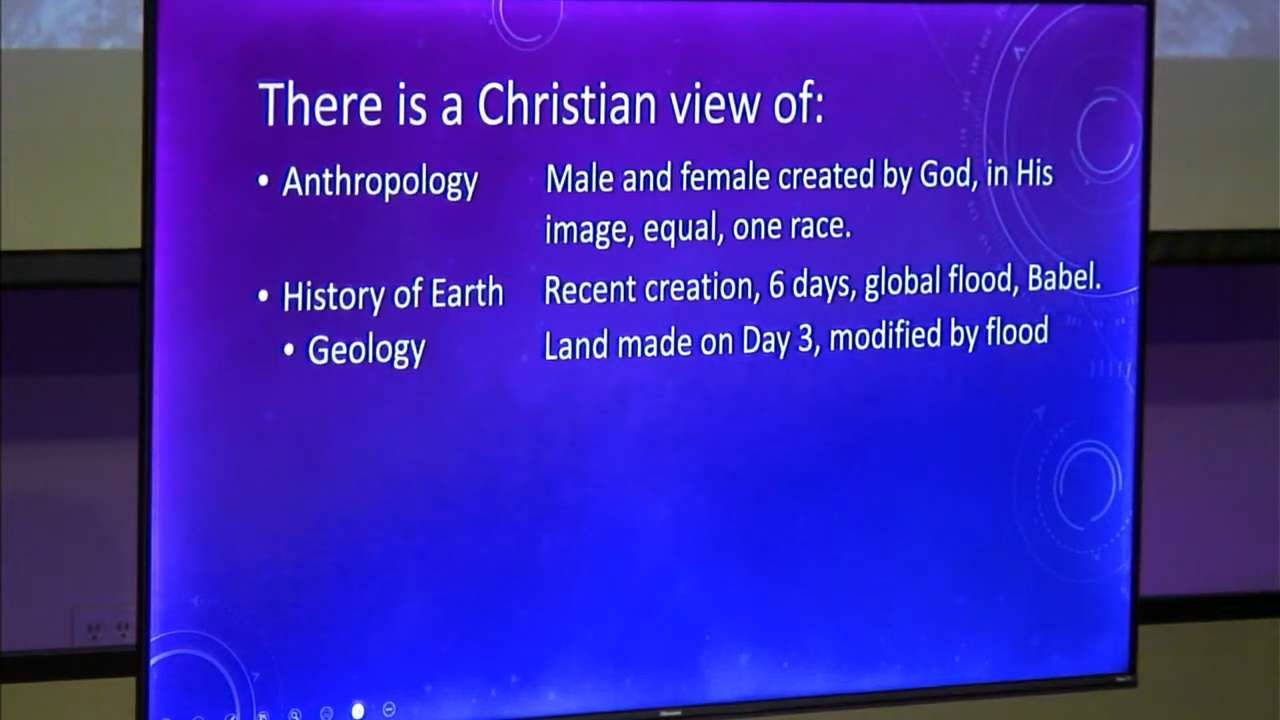 There is a Christian view of:
• Anthropology Male and female created by God, in His
image, equal, one race.
• History of Earth Recent creation, 6 days, global flood, Babel.
• Geology Land made on Day 3, modified by flood